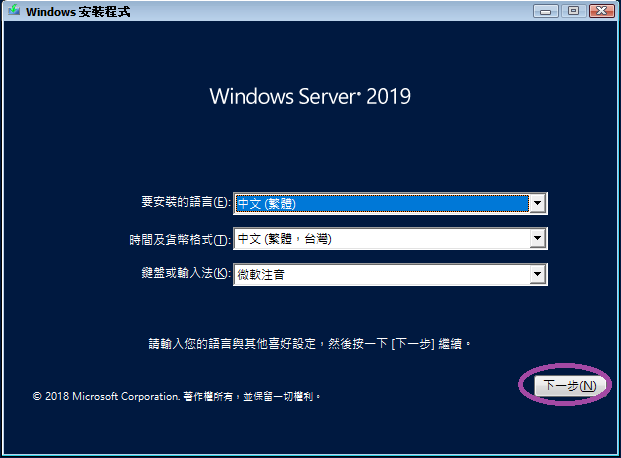 Windows 安裝程式
Windows Server® 2019
要安裝的語言(E): 中文 (繁體)
時間及貨幣格式(T): 中文 (繁體，台灣)
鍵盤或輸入法(K): 微軟注音
請輸入您的語言與其他喜好設定，然後按一下 [下一步] 繼續。
下一步(N)
© 2018 Microsoft Corporation. 著作權所有，並保留一切權利。